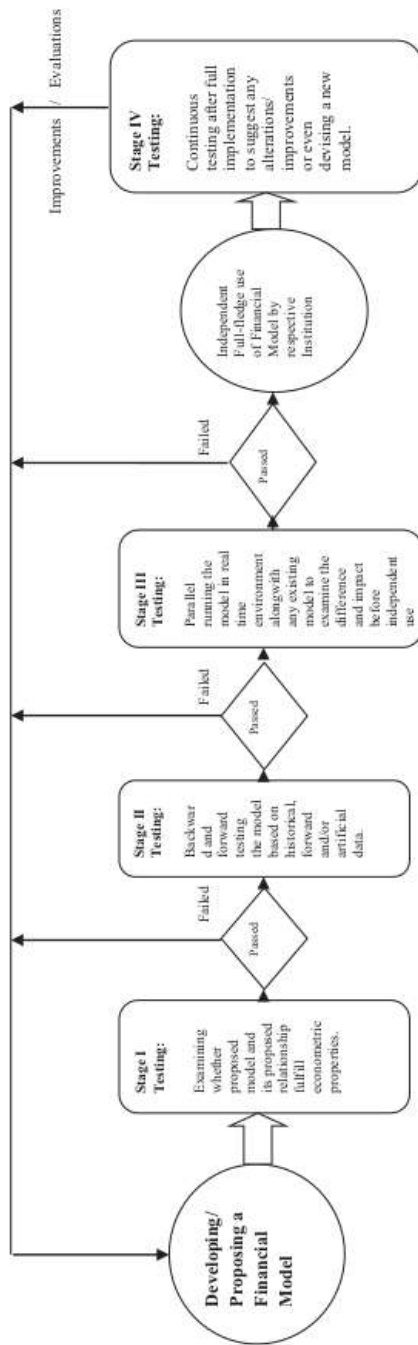 Developing/
Proposing a
Financial
Model
Stage I
Testing:
Examining
whether
proposed
model and
its proposed
relationship
fulfill
econometric
properties.
Passed
Failed
Stage II
Testing:
Backwar
d and
forward
testing
the model
based on
historical,
forward
and/or
artificial
data.
Passed
Failed
Stage III
Testing:
Parallel
running the
model in real
time
environment
alongwith
any existing
model to
examine the
difference
and impact
before
independent
use
Passed
Failed
Independent
Full-fledge use
of Financial
Model by
respective
Institution
Stage IV
Testing:
Continuous
testing after full
implementation
to suggest any
alterations/
improvements
or even
devising a new
model.
Improvements / Evaluations